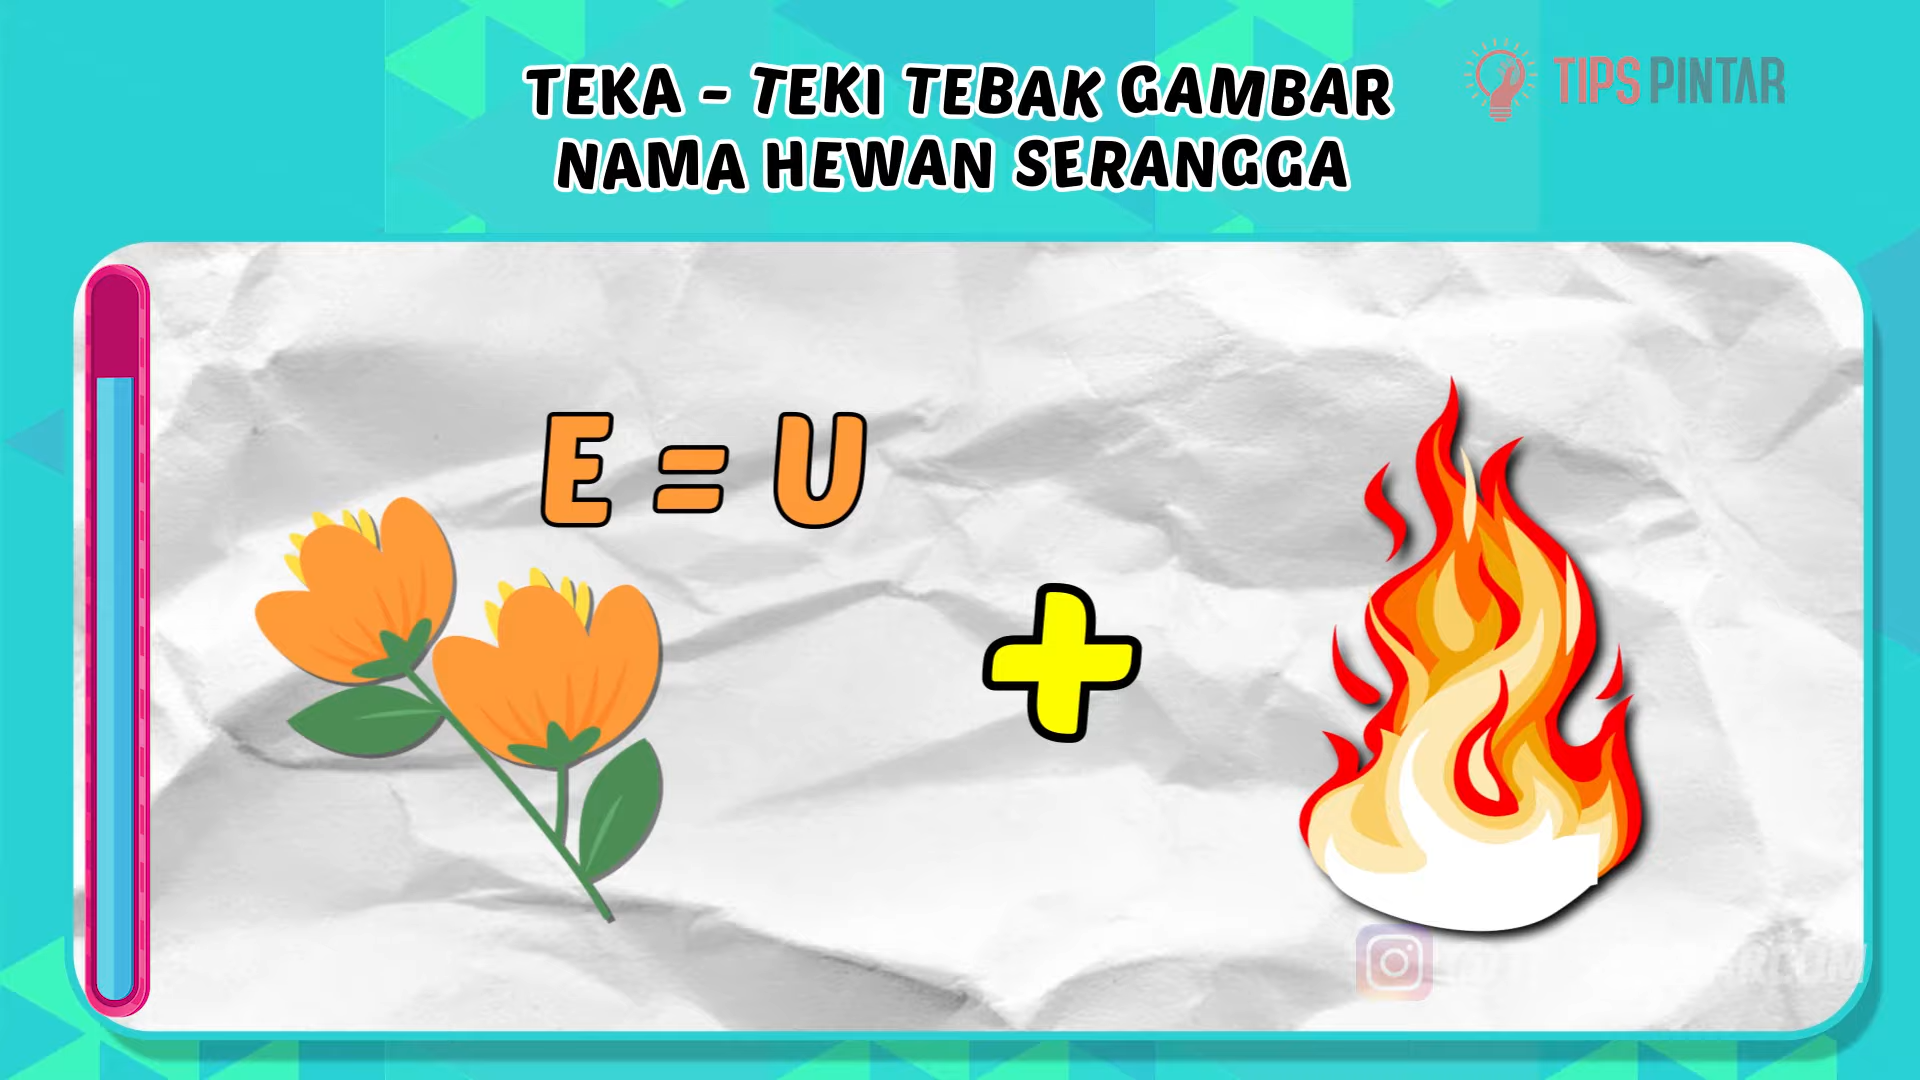 TEKA - TEKI TEBAK GAMBAR
NAMA HEWAN SERANGGA
TIPS PINTAR
E = U
+